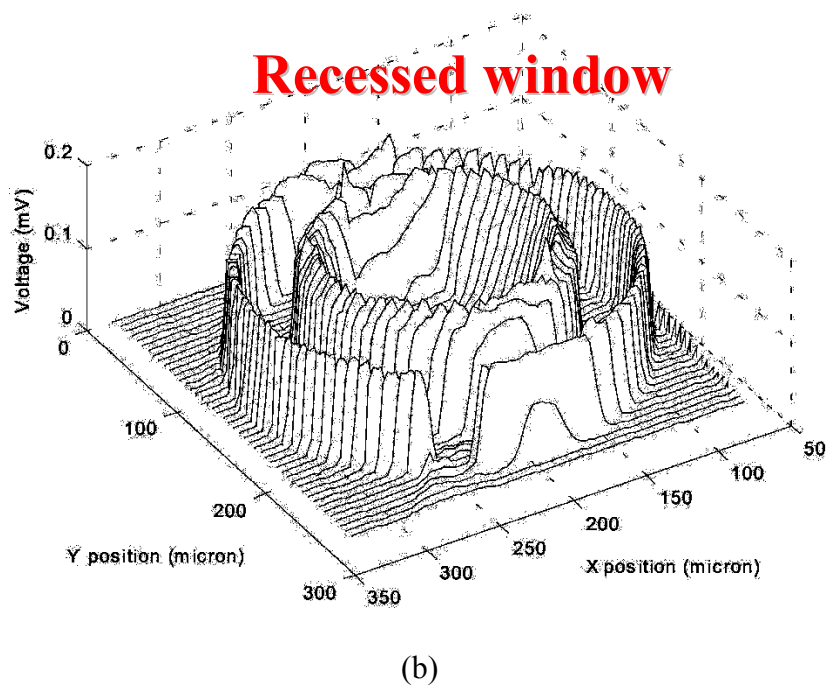 Recessed window
0.2
0.1
0
Voltage (mV)
0
100
200
300
Y position (micron)
50
100
150
200
250
300
350
X position (micron)
(b)